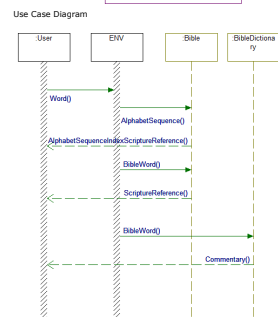 Use Case Diagram
:User
ENV
:Bible
:BibleDictiona
ry
Word()
AlphabetSequence()
AlphabetSequenceIndexScriptureReference()
BibleWord()
ScriptureReference()
BibleWord()
Commentary()